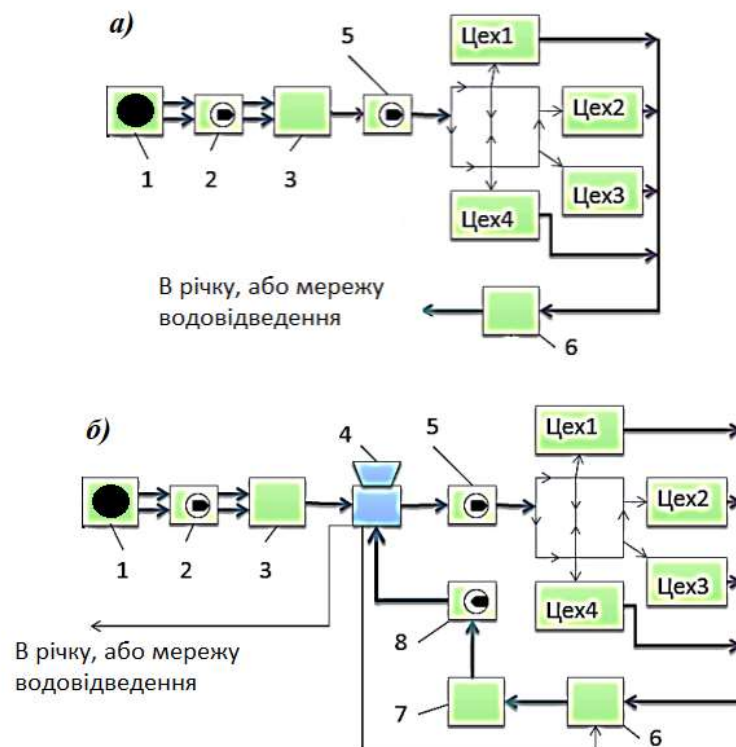 а)
5
Цех1
Цех2
1
2
3
Цех3
Цех4
В річку, або мережу
водовідведення
6
б)
4
5
Цех1
Цех2
1
2
3
Цех3
Цех4
8
В річку, або мережу
водовідведення
7
6